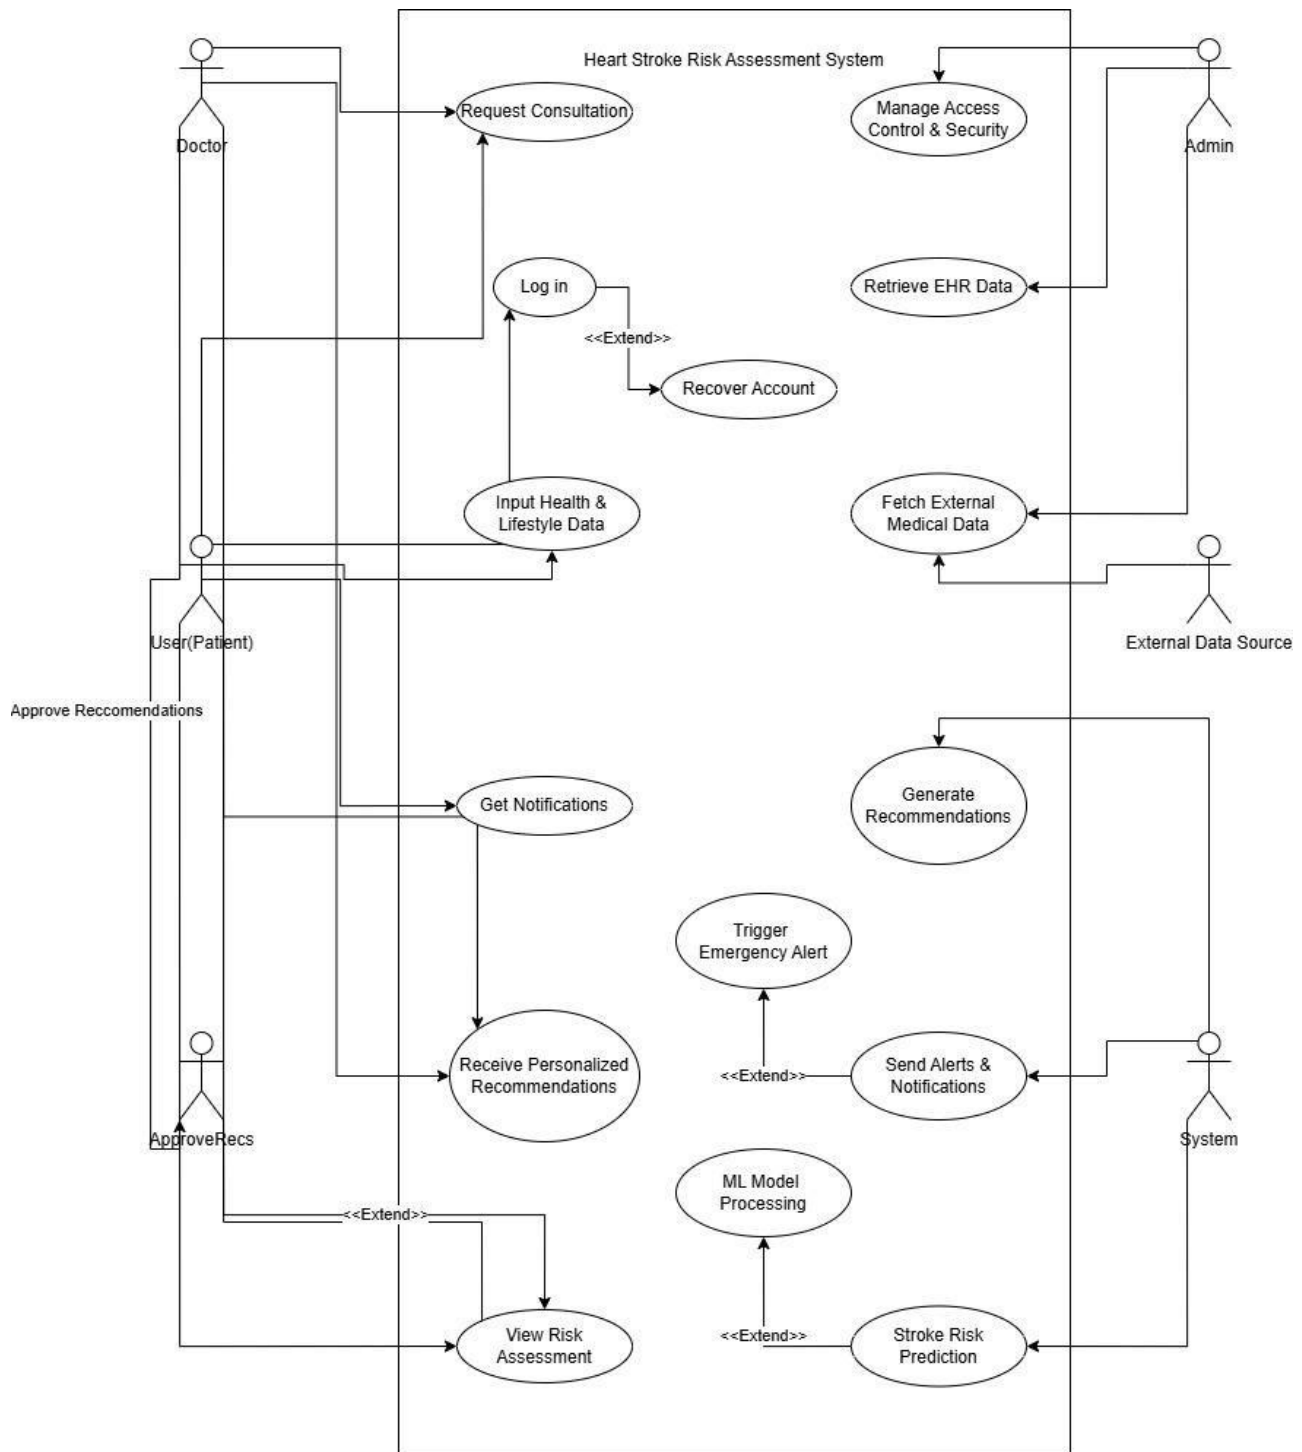 Heart Stroke Risk Assessment System
Request Consultation
Manage Access
Control & Security
Doctor
Admin
Log in
Retrieve EHR Data
<<Extend>>
Recover Account
Input Health &
Lifestyle Data
Fetch External
Medical Data
User(Patient)
External Data Source
Approve Reccomendations
Get Notifications
Generate
Recommendations
Trigger
Emergency Alert
Receive Personalized
Recommendations
<<Extend>>
Send Alerts &
Notifications
ApproveRecs
System
ML Model
Processing
<<Extend>>
View Risk
Assessment
<<Extend>>
Stroke Risk
Prediction